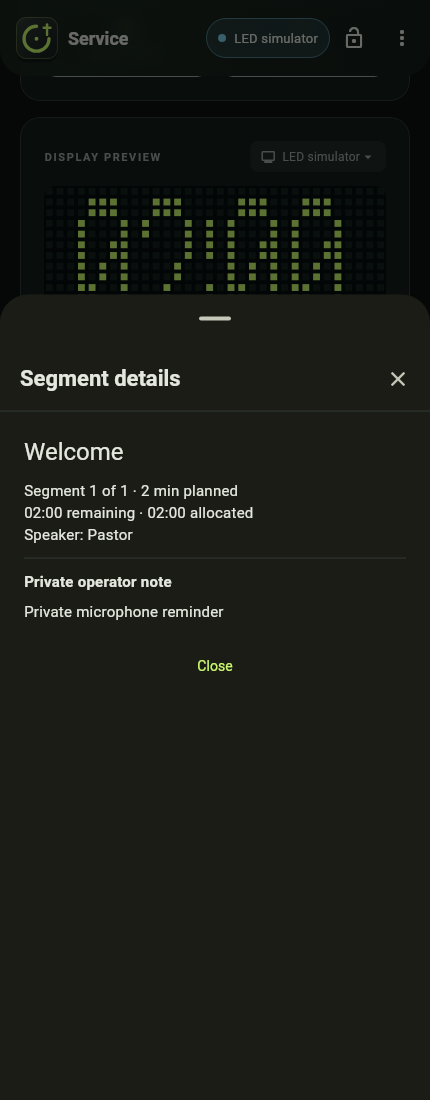 Service
LED simulator
DISPLAY PREVIEW
LED simulator
02:00
Segment details
Welcome
Segment 1 of 1 · 2 min planned
02:00 remaining · 02:00 allocated
Speaker: Pastor
Private operator note
Private microphone reminder
Close